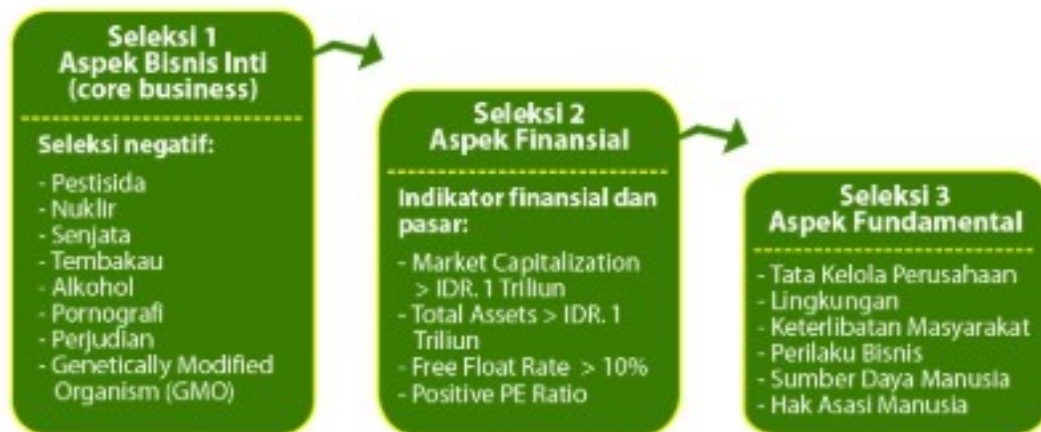 Seleksi 1
Aspek Bisnis Inti
(core business)
Seleksi negatif:
- Pestisida
- Nuklir
- Senjata
- Tembakau
- Alkohol
- Pornografi
- Perjudian
- Genetically Modified
Organism (GMO)
Seleksi 2
Aspek Finansial
Indikator finansial dan
pasar:
- Market Capitalization
> IDR. 1 Triliun
- Total Assets > IDR. 1
Triliun
- Free Float Rate > 10%
- Positive PE Ratio
Seleksi 3
Aspek Fundamental
- Tata Kelola Perusahaan
- Lingkungan
- Keterlibatan Masyarakat
- Perilaku Bisnis
- Sumber Daya Manusia
- Hak Asasi Manusia